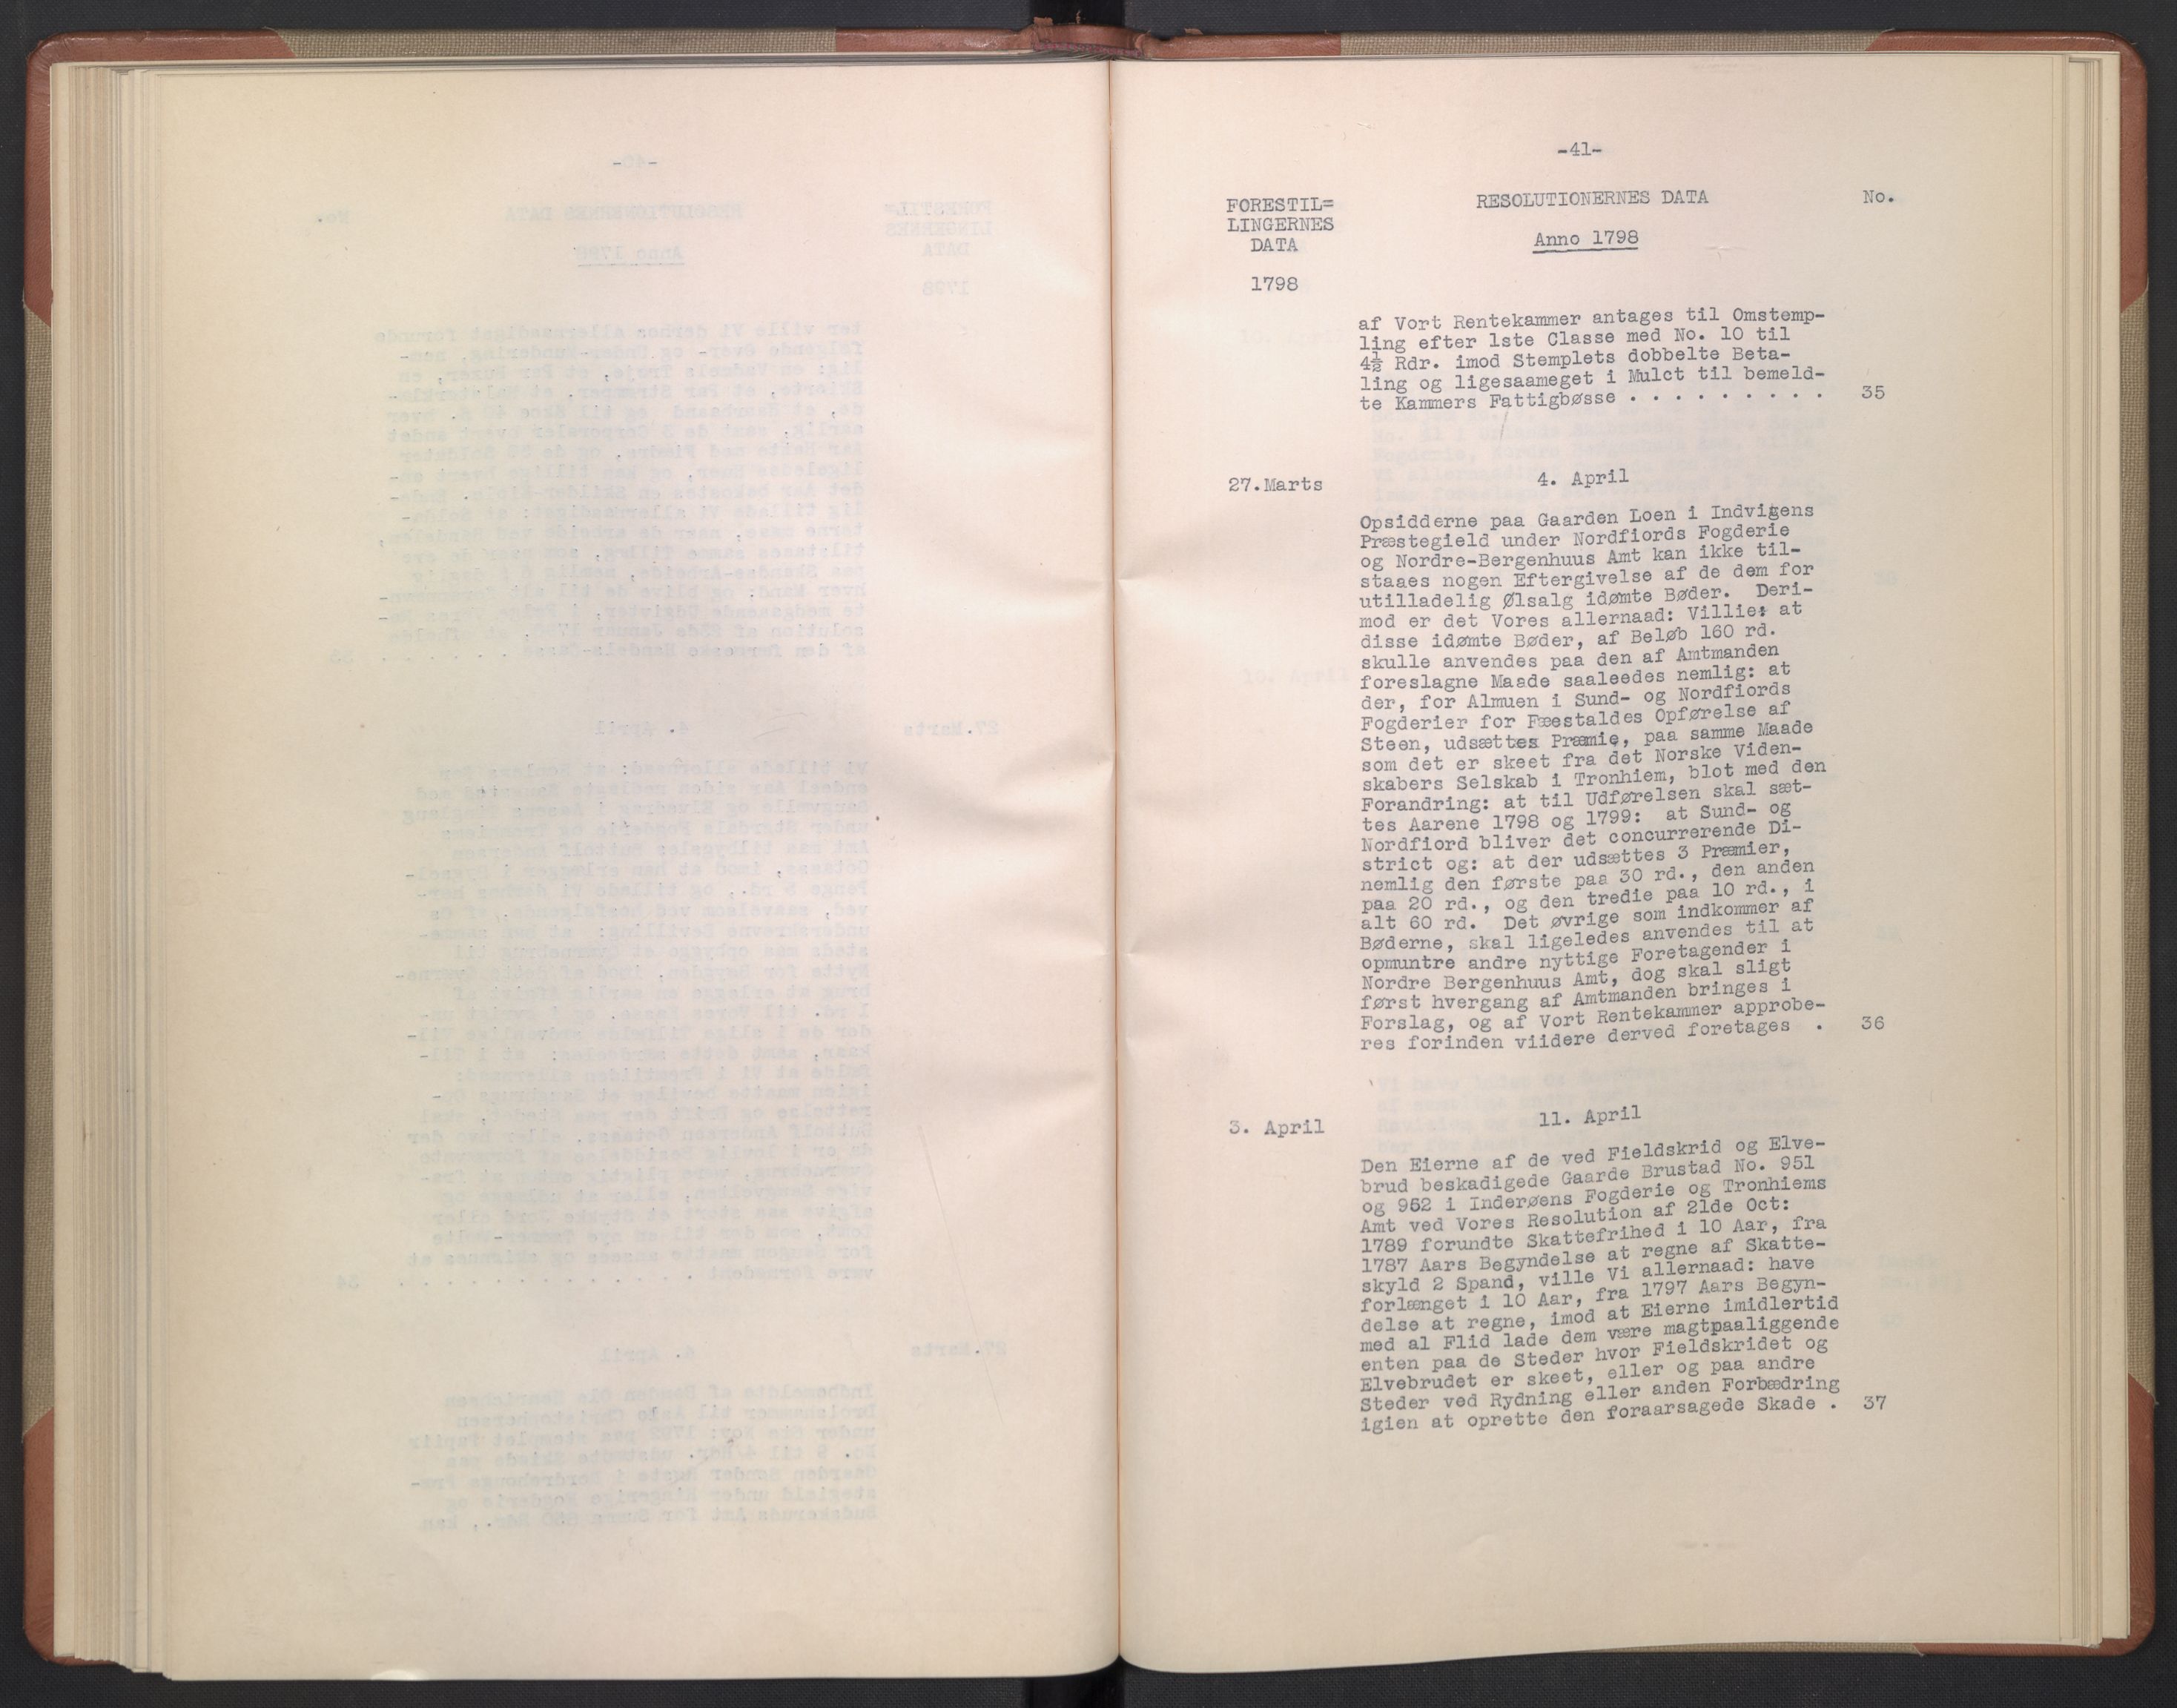 -41-
FORESTIL= RESOLUTIONERNES DATA No.
LINGERNES
DATA Anno 1798
1798
af Vort Rentekammer antages til Omstemp-
ling efter 1ste Classe med No. 10 til
4½ Rdr. imod Stemplets dobbelte Beta-
ling og ligesaameget i Mulct til bemeld-
te Kammers Fattigbøsse . . . . . . . . . 35
27.Marts 4. April
Opsidderne paa Gaarden Loen i Indvigens
Præstegield under Nordfiords Fogderie
og Nordre-Bergenhuus Amt kan ikke til-
staaes nogen Eftergivelse af de dem for
utilladelig Ølsalg idømte Bøder. Deri-
mod er det Vores allernaad: Villie: at
disse idømte Bøder, af Beløb 160 rd.
skulle anvendes paa den af Amtmanden
foreslagne Maade saaleedes nemlig: at
der, for Almuen i Sund- og Nordfiords
Fogderier for Fæestaldes Opførelse af
Steen, udsættes Præmie, paa samme Maade
som det er skeet fra det Norske Viden-
skabers Selskab i Tronhiem, blot med den
Forandring: at til Udførelsen skal sæt-
tes Aarene 1798 og 1799: at Sund- og
Nordfiord bliver det concurrerende Di-
strict og: at der udsættes 3 Præmier,
nemlig den første paa 30 rd., den anden
paa 20 rd., og den tredie paa 10 rd., i
alt 60 rd. Det øvrige som indkommer af
Bøderne, skal ligeledes anvendes til at
opmuntre andre nyttige Foretagender i
Nordre Bergenhuus Amt, dog skal sligt
først hvergang af Amtmanden bringes i
Forslag, og af Vort Rentekammer approbe-
res forinden viidere derved foretages . 36
3. April 11. April
Den Eierne af de ved Fieldskrid og Elve-
brud beskadigede Gaarde Brustad No. 951
og 952 i Inderøens Fogderie og Tronhiems
Amt ved Vores Resolution af 21de Oct:
1789 forundte Skattefrihed i 10 Aar, fra
1787 Aars Begyndelse at regne af Skatte-
skyld 2 Spand, ville Vi allernaad: have
forlænget i 10 Aar, fra 1797 Aars Begyn-
delse at regne, imod at Eierne imidlertid
med al Flid lade dem være magtpaaliggende
enten paa de Steder hvor Fieldskridet og
Elvebrudet er skeet, eller og paa andre
Steder ved Rydning eller anden Forbædring
igien at oprette den foraarsagede Skade . 37